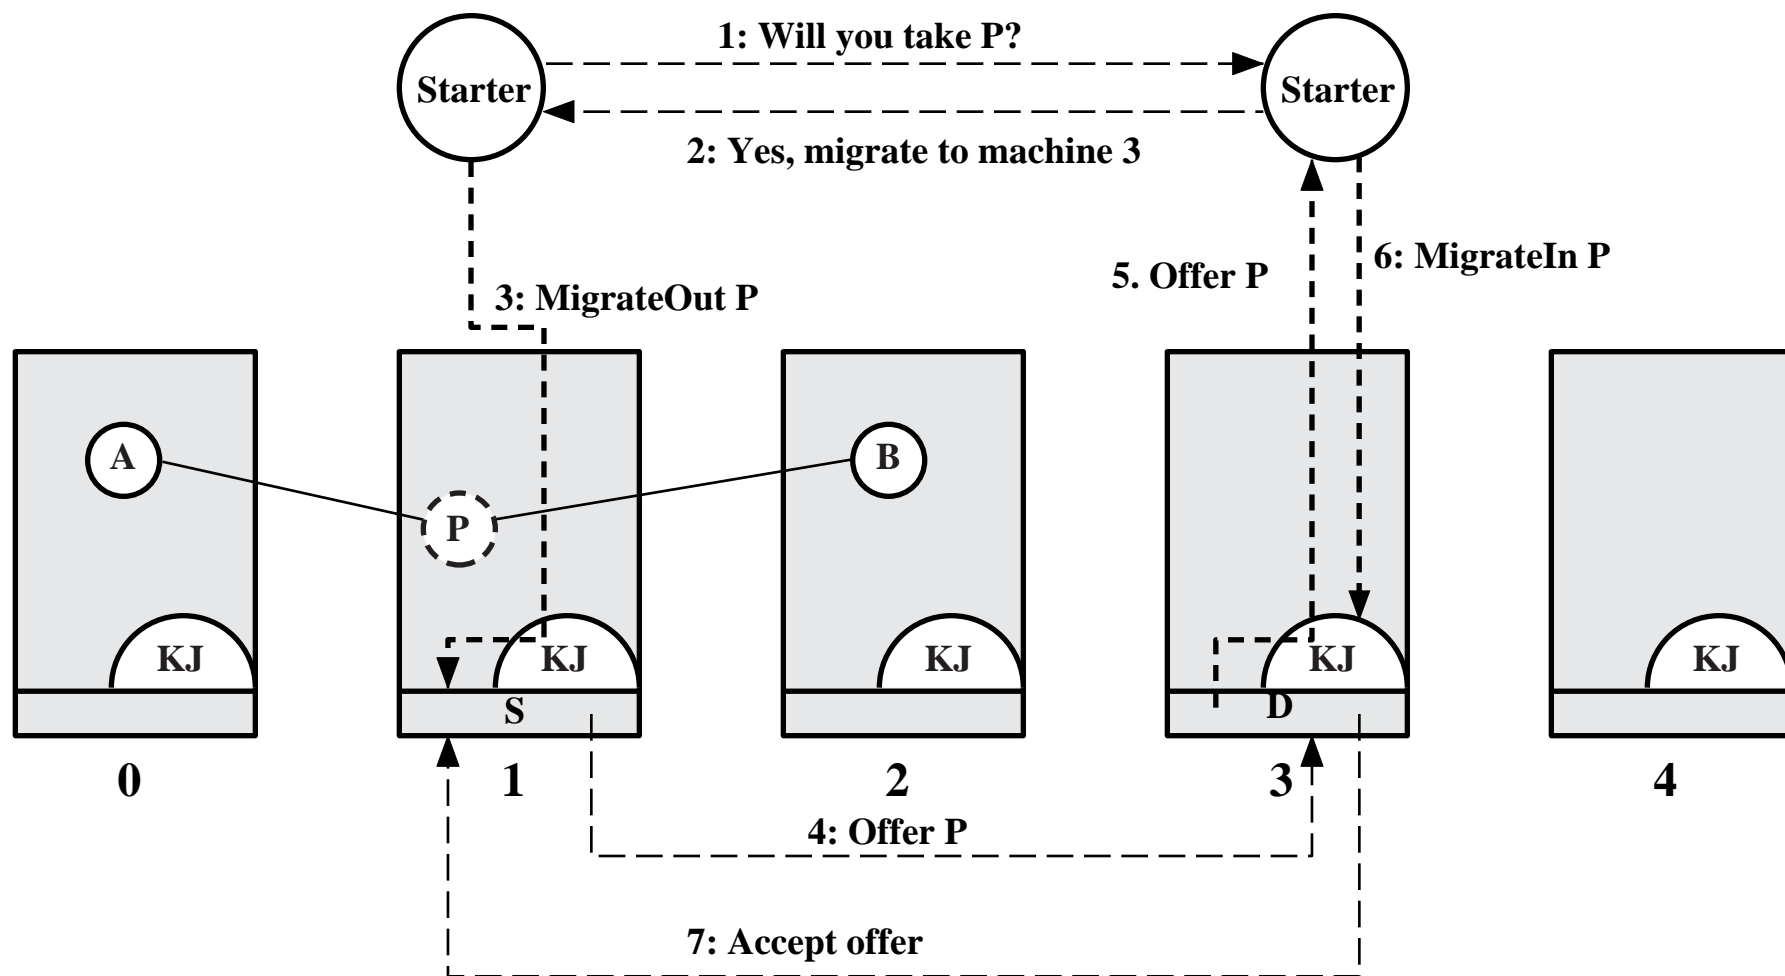 1: Will you take P?
Starter
Starter
2: Yes, migrate to machine 3
6: MigrateIn P
5. Offer P
3: MigrateOut P
A
B
P
KJ
KJ
KJ
KJ
KJ
S
D
0
1
2
3
4
4: Offer P
7: Accept offer